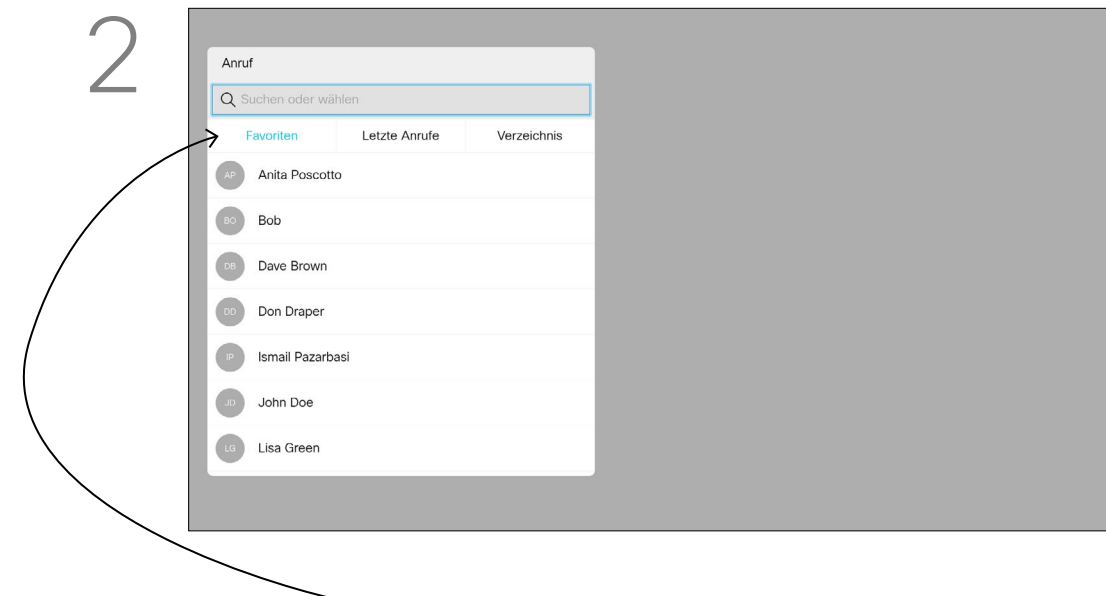 2
Anruf
Suchen oder wählen
Favoriten Letzte Anrufe Verzeichnis
AP Anita Poscotto
BO Bob
DB Dave Brown
DD Don Draper
IP Ismail Pazarbasi
JD John Doe
LG Lisa Green